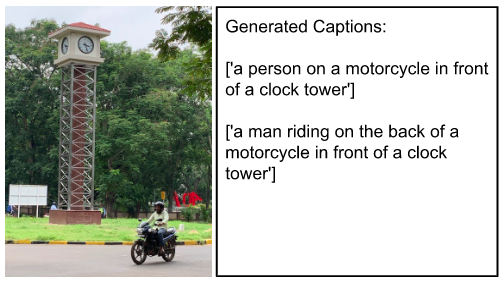 Generated Captions:
['a person on a motorcycle in front
of a clock tower']
['a man riding on the back of a
motorcycle in front of a clock
tower']